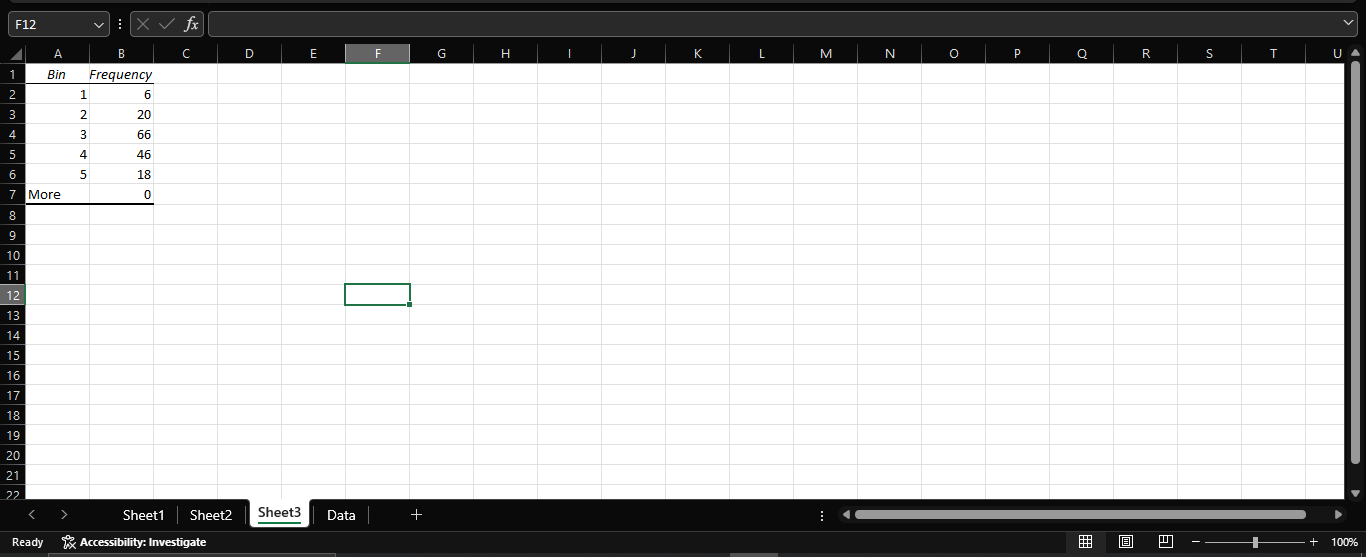 F12 fx
A B C D E F G H I J K L M N O P Q R S T U
1 Bin Frequency
2 1 6
3 2 20
4 3 66
5 4 46
6 5 18
7 More 0
8
9
10
11
12
13
14
15
16
17
18
19
20
21
22
Sheet1 Sheet2 Sheet3 Data +
Ready Accessibility: Investigate 100%